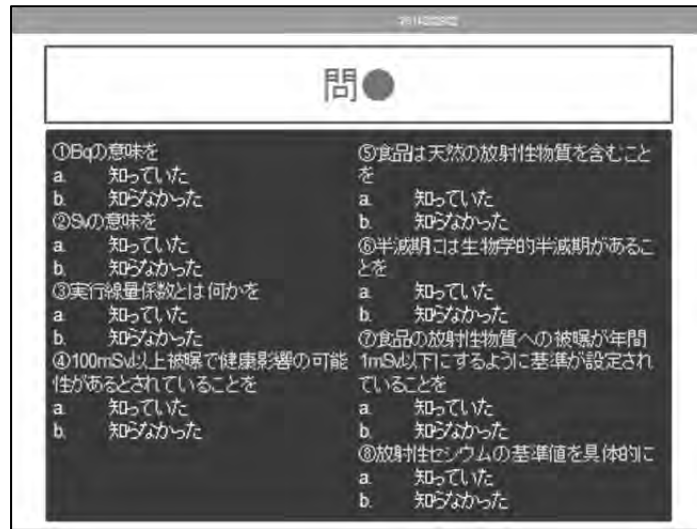 問●
①Bqの意味を
a. 知っていた
b. 知らなかった
②Svの意味を
a. 知っていた
b. 知らなかった
③実行線量係数とは何かを
a. 知っていた
b. 知らなかった
④100mSv以上被曝で健康影響の可能
性があるとされていることを
a. 知っていた
b. 知らなかった
⑤食品は天然の放射性物質を含むこと
を
a. 知っていた
b. 知らなかった
⑥半減期には生物学的半減期があるこ
とを
a. 知っていた
b. 知らなかった
⑦食品の放射性物質への被曝が年間
1mSv以下にするように基準が設定され
ていることを
a. 知っていた
b. 知らなかった
⑧放射性セシウムの基準値を具体的に
a. 知っていた
b. 知らなかった